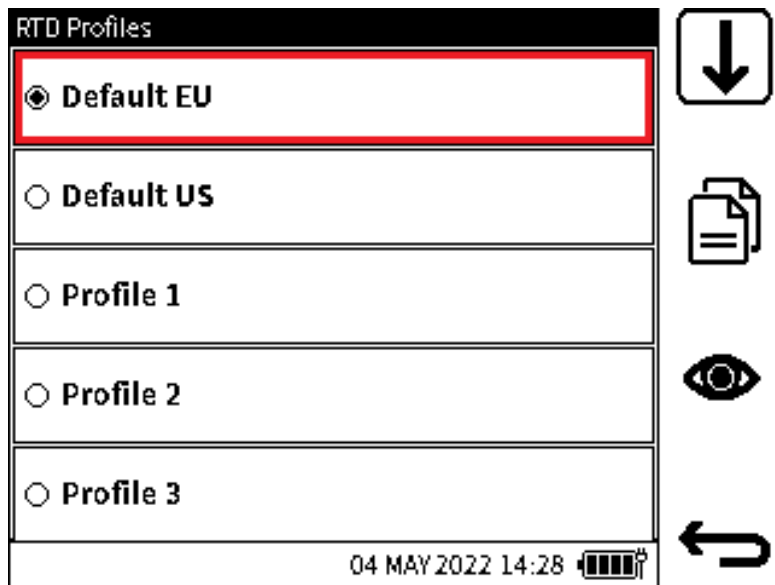 RTD Profiles
Default EU
Default US
Profile 1
Profile 2
Profile 3
04 MAY 2022 14:28